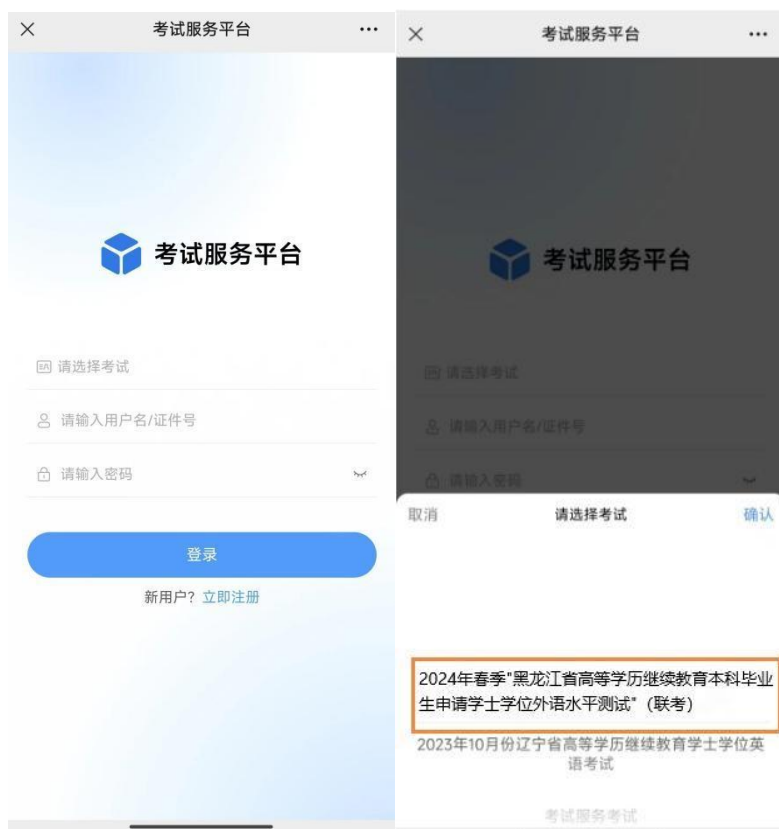 考试服务平台
考试服务平台
请选择考试
请输入用户名/证件号
请输入密码
登录
新用户？立即注册
考试服务平台
考试服务平台
请选择考试
请输入用户名/证件号
请输入密码
取消 请选择考试 确认
2024年春季"黑龙江省高等学历继续教育本科毕业
生申请学士学位外语水平测试"（联考）
2023年10月份辽宁省高等学历继续教育学士学位英
语考试
考试服务考试